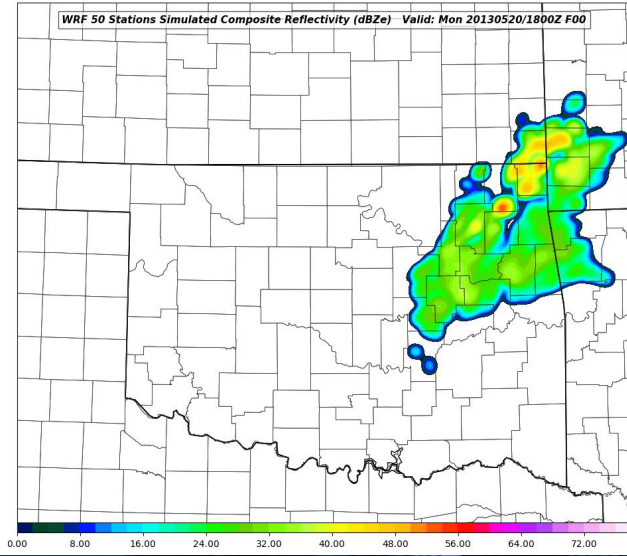 WRF 50 Stations Simulated Composite Reflectivity (dBZe)   Valid: Mon 20130520/1800Z F00
0.00 8.00 16.00 24.00 32.00 40.00 48.00 56.00 64.00 72.00